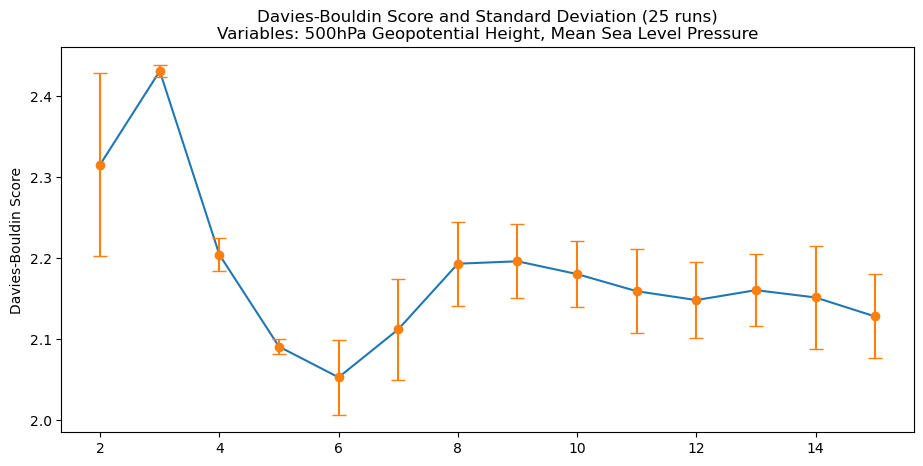 Davies-Bouldin Score and Standard Deviation (25 runs)
Variables: 500hPa Geopotential Height, Mean Sea Level Pressure
Davies-Bouldin Score
2.4
2.3
2.2
2.1
2.0
2 4 6 8 10 12 14